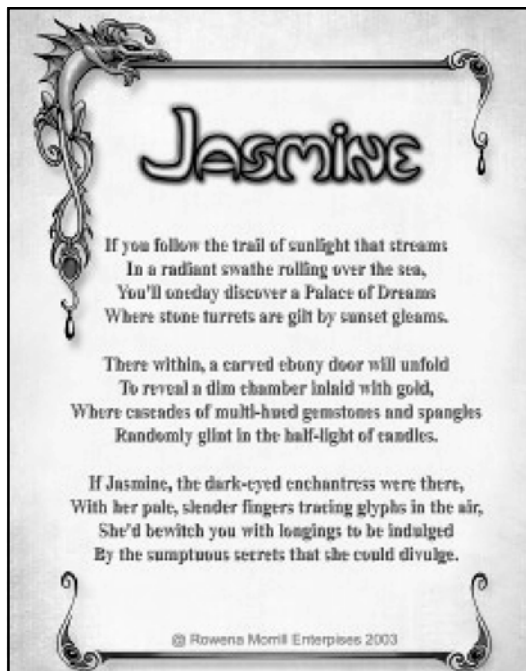 JASMINE
If you follow the trail of sunlight that streams
In a radiant swathe rolling over the sea,
You'll oneday discover a Palace of Dreams
Where stone turrets are gilt by sunset gleams.
There within, a carved ebony door will unfold
To reveal a dim chamber inlaid with gold,
Where cascades of multi-hued gemstones and spangles
Randomly glint in the half-light of candles.
If Jasmine, the dark-eyed enchantress were there,
With her pale, slender fingers tracing glyphs in the air,
She'd bewitch you with longings to be indulged
By the sumptuous secrets that she could divulge.
@ Rowena Morrill Enterpises 2003